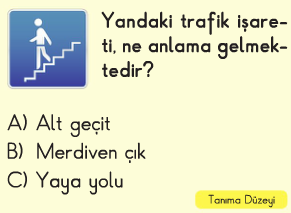 Yandaki trafik işare-
ti, ne anlama gelmek-
tedir?
A) Alt geçit
B) Merdiven çık
C) Yaya yolu
Tanıma Düzeyi